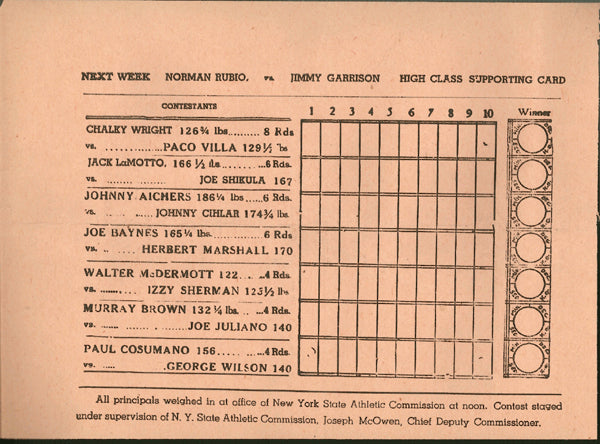 NEXT WEEK NORMAN RUBIO, vs. JIMMY GARRISON HIGH CLASS SUPPORTING CARD
CONTESTANTS 1 2 3 4 5 6 7 8 9 10 Winner
CHALKY WRIGHT 126¾ lbs.......... 8 Rds
vs. .............. PACO VILLA 129½ lbs
JACK LaMOTTO, 166 ½ lbs ........6 Rds.
vs. ... ............ JOE SHIKULA 167
JOHNNY AICHERS 186¼ lbs.....6 Rds.
vs. ... ..... JOHNNY CIHLAR 174¾ lbs.
JOE BAYNES 165¼ lbs............. 6 Rds
vs. .. ....... HERBERT MARSHALL 170
WALTER McDERMOTT 122. . ..4 Rds.
vs. ......... IZZY SHERMAN 125½ lbs
MURRAY BROWN 132 ¼ lbs. . ..4 Rds.
vs. ..... ........... ........ JOE JULIANO 140
PAUL COSUMANO 156..... . ...4 Rds.
vs. .... .......... .GEORGE WILSON 140
All principals weighed in at office of New York State Athletic Commission at noon. Contest staged
under supervision of N. Y. State Athletic Commission, Joseph McOwen, Chief Deputy Commissioner.